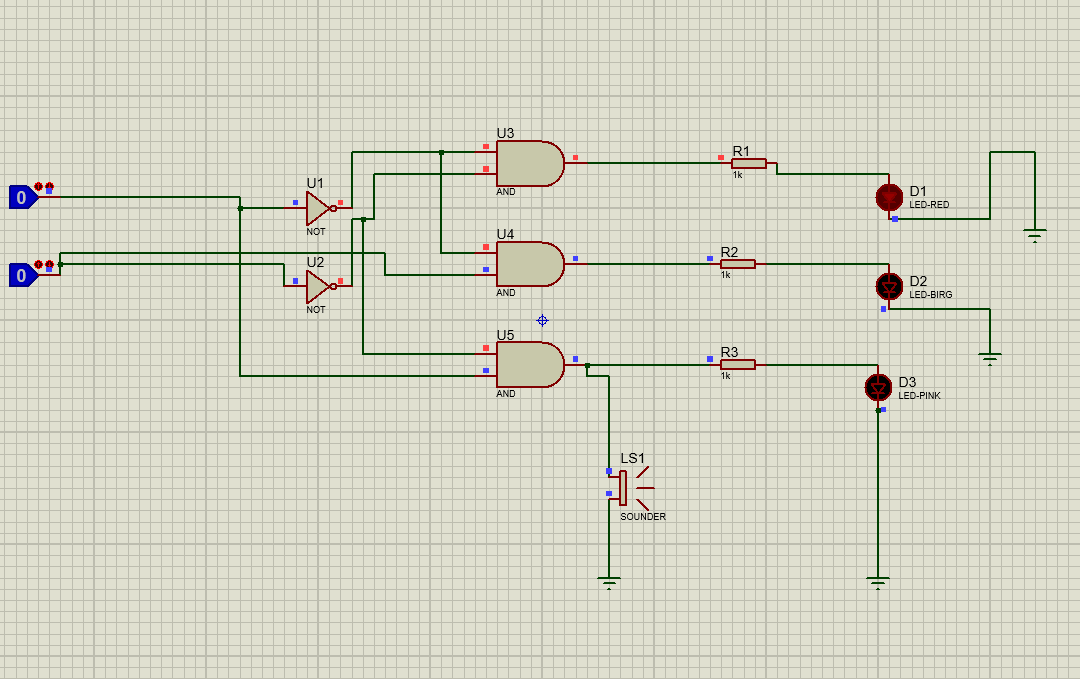 U3
AND
R1
1k
0
U1
NOT
D1
LED-RED
U4
AND
R2
1k
0
U2
NOT
D2
LED-BIRG
U5
AND
R3
1k
D3
LED-PINK
LS1
SOUNDER